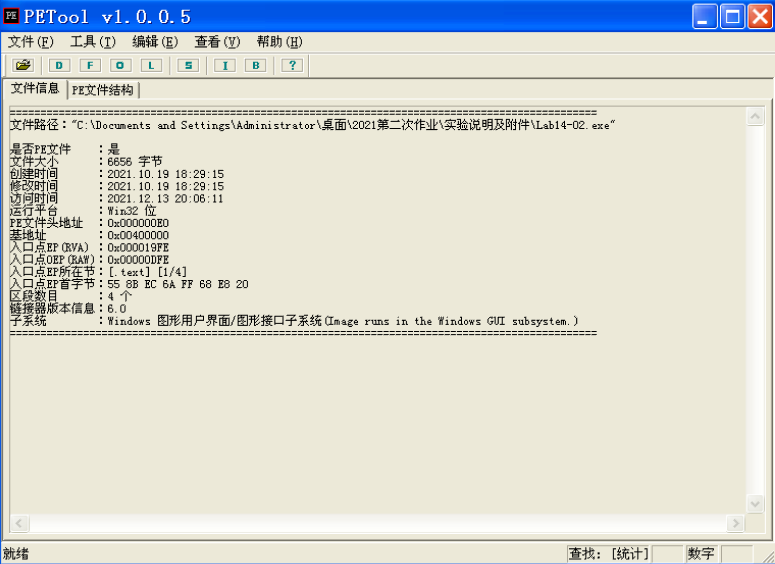 PE PETool v1.0.0.5
文件(F) 工具(T) 编辑(E) 查看(V) 帮助(H)
D F O L S I B ?
文件信息 PE文件结构
================================================================================
文件路径："C:\Documents and Settings\Administrator\桌面\2021第二次作业\实验说明及附件\Lab14-02.exe"
是否PE文件 ：是
文件大小 ：6656 字节
创建时间 ：2021.10.19 18:29:15
修改时间 ：2021.10.19 18:29:15
访问时间 ：2021.12.13 20:06:11
运行平台 ：Win32 位
PE文件头地址 ：0x000000E0
基地址 ：0x00400000
入口点EP(RVA) ：0x000019FE
入口点OEP(RAW)：0x00000DFE
入口点EP所在节：[.text] [1/4]
入口点EP首字节：55 8B EC 6A FF 68 E8 20
区段数目 ：4 个
链接器版本信息：6.0
子系统 ：Windows 图形用户界面/图形接口子系统(Image runs in the Windows GUI subsystem.)
================================================================================
就绪 查找: [统计] 数字